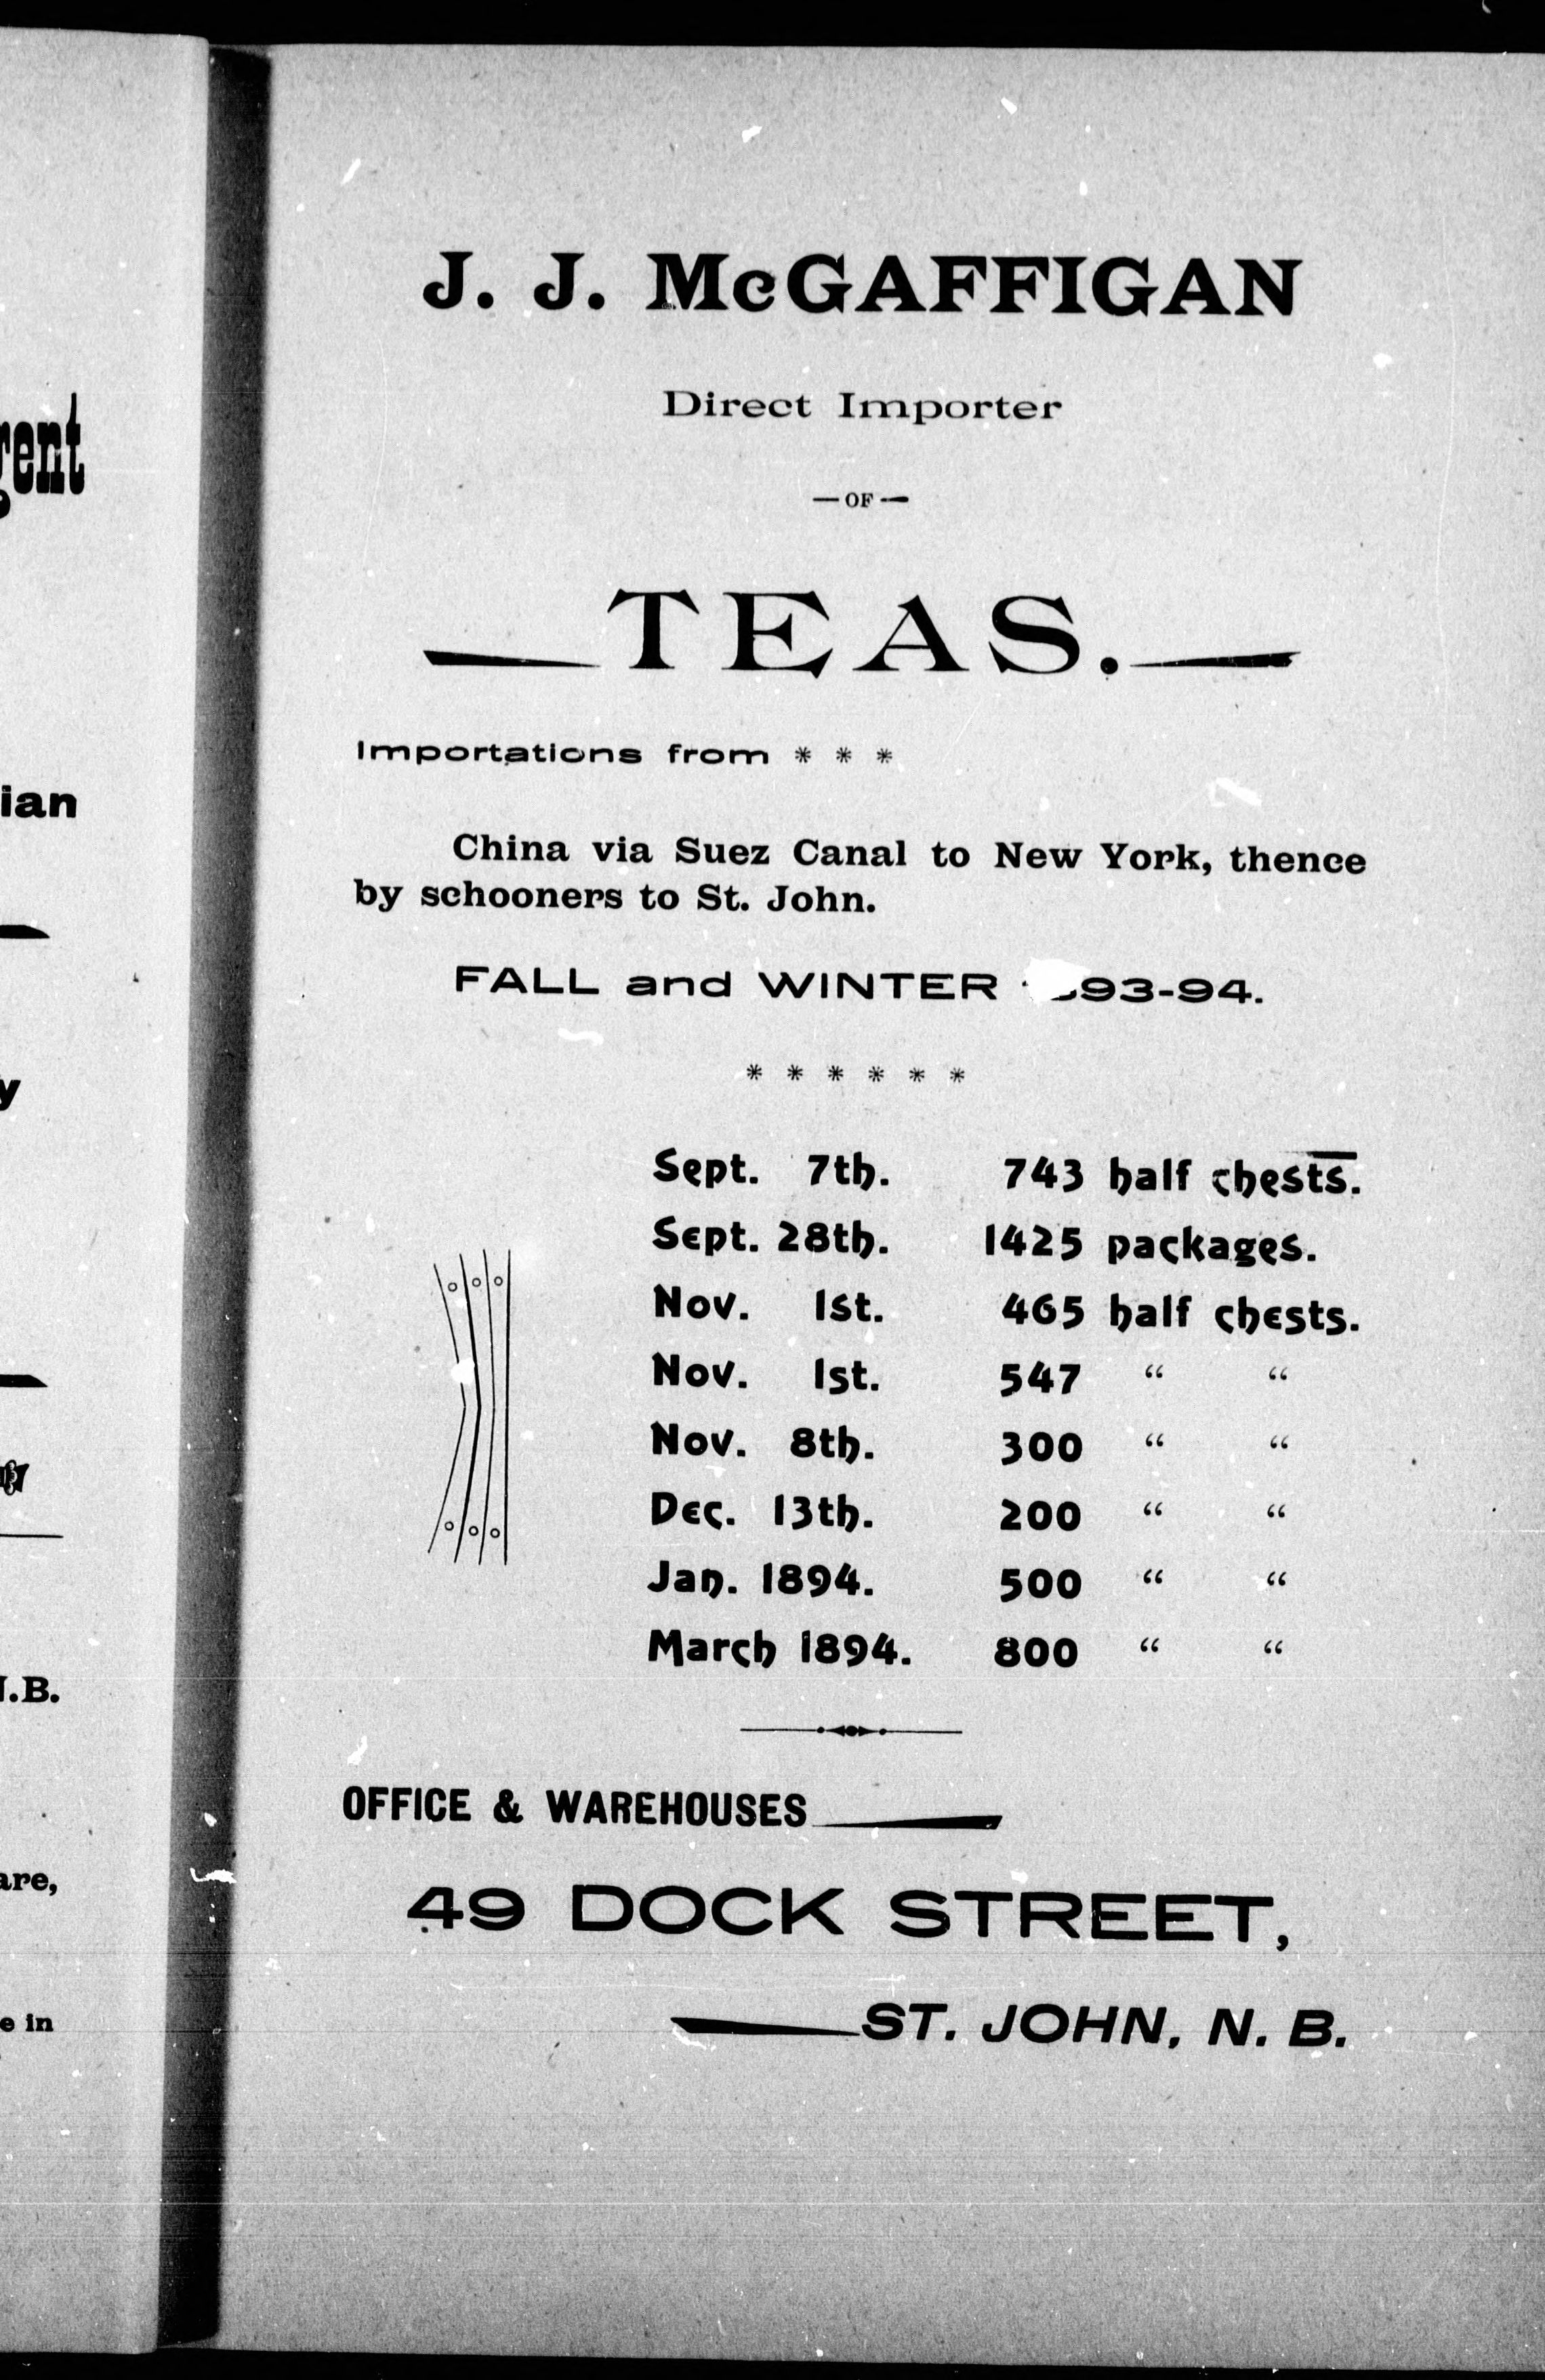 J. J. McGAFFIGAN
Direct Importer
—OF—
TEAS.
Importations from * * *
China via Suez Canal to New York, thence
by schooners to St. John.
FALL and WINTER 93-94.
* * * * * *
Sept. 7th. 743 half chests.
Sept. 28th. 1425 packages.
Nov. 1st. 465 half chests.
Nov. 1st. 547 “ “
Nov. 8th. 300 “ “
Dec. 13th. 200 “ “
Jan. 1894. 500 “ “
March 1894. 800 “ “
OFFICE & WAREHOUSES
49 DOCK STREET,
ST. JOHN, N. B.
gent
ian
y
N.B.
are,
e in